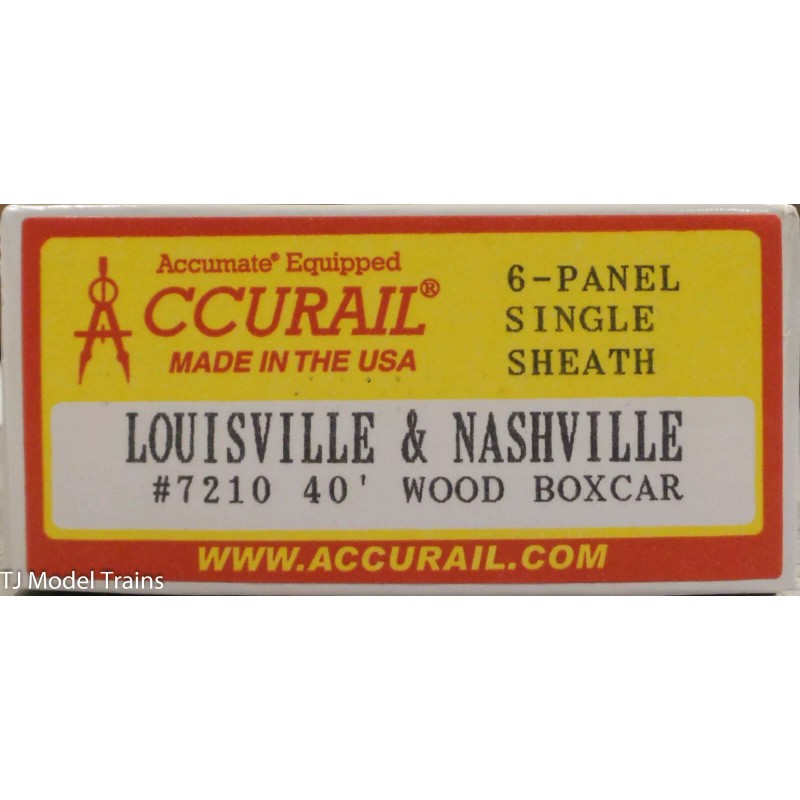 Accumate® Equipped
ACCURAIL®
MADE IN THE USA
6-PANEL
SINGLE
SHEATH
LOUISVILLE & NASHVILLE
#7210 40' WOOD BOXCAR
WWW.ACCURAIL.COM
TJ Model Trains